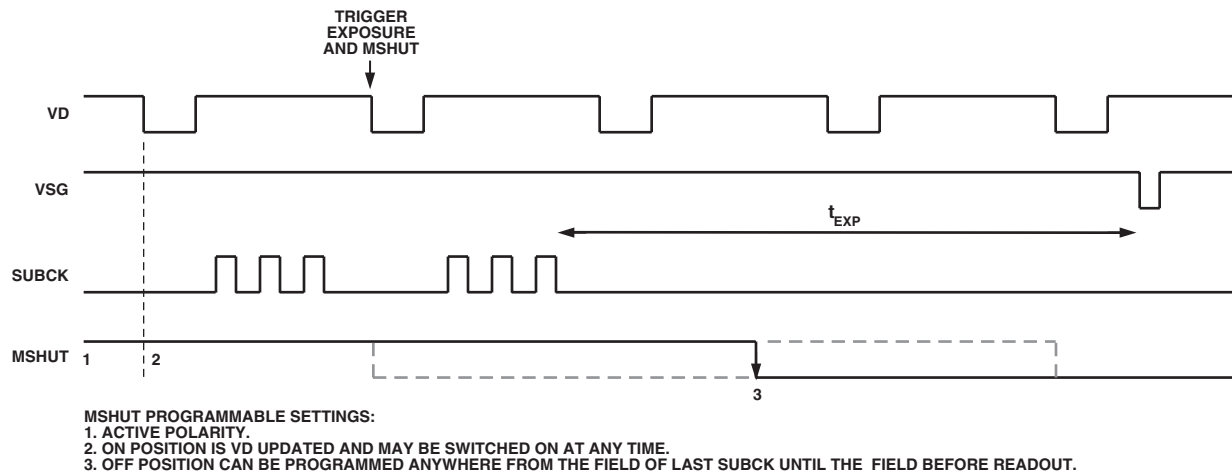 TRIGGER
EXPOSURE
AND MSHUT
VD
VSG
tEXP
SUBCK
MSHUT 1 2
3
MSHUT PROGRAMMABLE SETTINGS:
1. ACTIVE POLARITY.
2. ON POSITION IS VD UPDATED AND MAY BE SWITCHED ON AT ANY TIME.
3. OFF POSITION CAN BE PROGRAMMED ANYWHERE FROM THE FIELD OF LAST SUBCK UNTIL THE FIELD BEFORE READOUT.